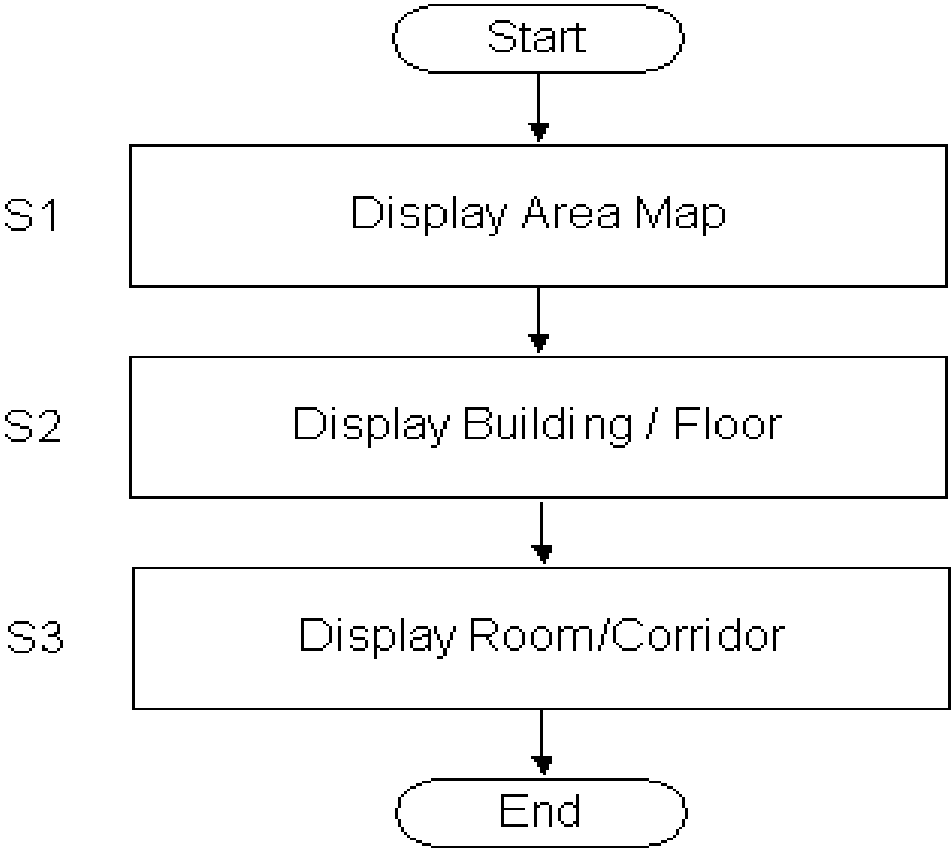 Start
S1
Display Area Map
S2
Display Building / Floor
S3
Display Room/Corridor
End